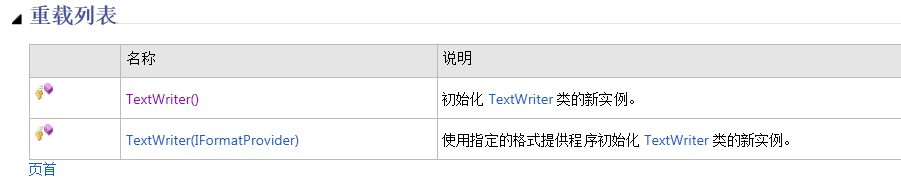 重载列表
名称 说明
TextWriter() 初始化 TextWriter 类的新实例。
TextWriter(IFormatProvider) 使用指定的格式提供程序初始化 TextWriter 类的新实例。
页首